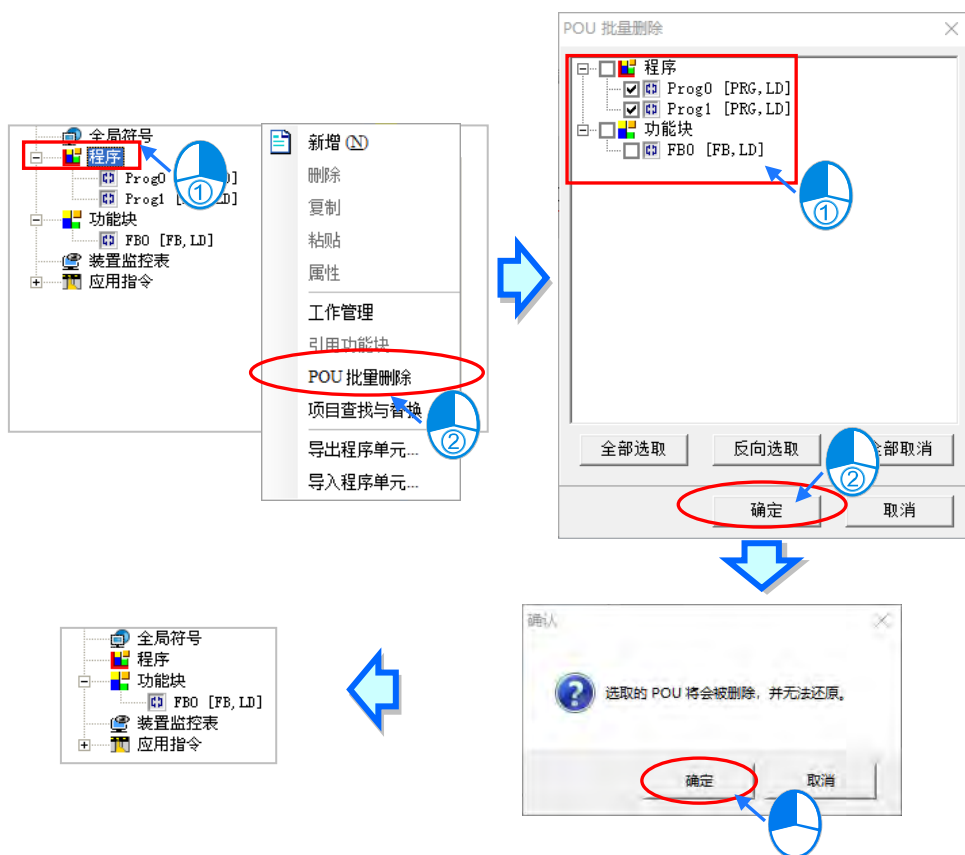 全局符号
程序
Prog0
Prog1
功能块
FB0 [FB,LD]
装置监控表
应用指令
①
新增 (N)
删除
复制
粘贴
属性
工作管理
引用功能块
POU 批量删除
项目查找与替换
导出程序单元...
导入程序单元...
②
POU 批量删除
程序
Prog0 [PRG,LD]
Prog1 [PRG,LD]
功能块
FB0 [FB,LD]
①
全部选取
反向选取
全部取消
②
确定
取消
确认
选取的 POU 将会被删除，并无法还原。
确定
取消
全局符号
程序
功能块
FB0 [FB,LD]
装置监控表
应用指令